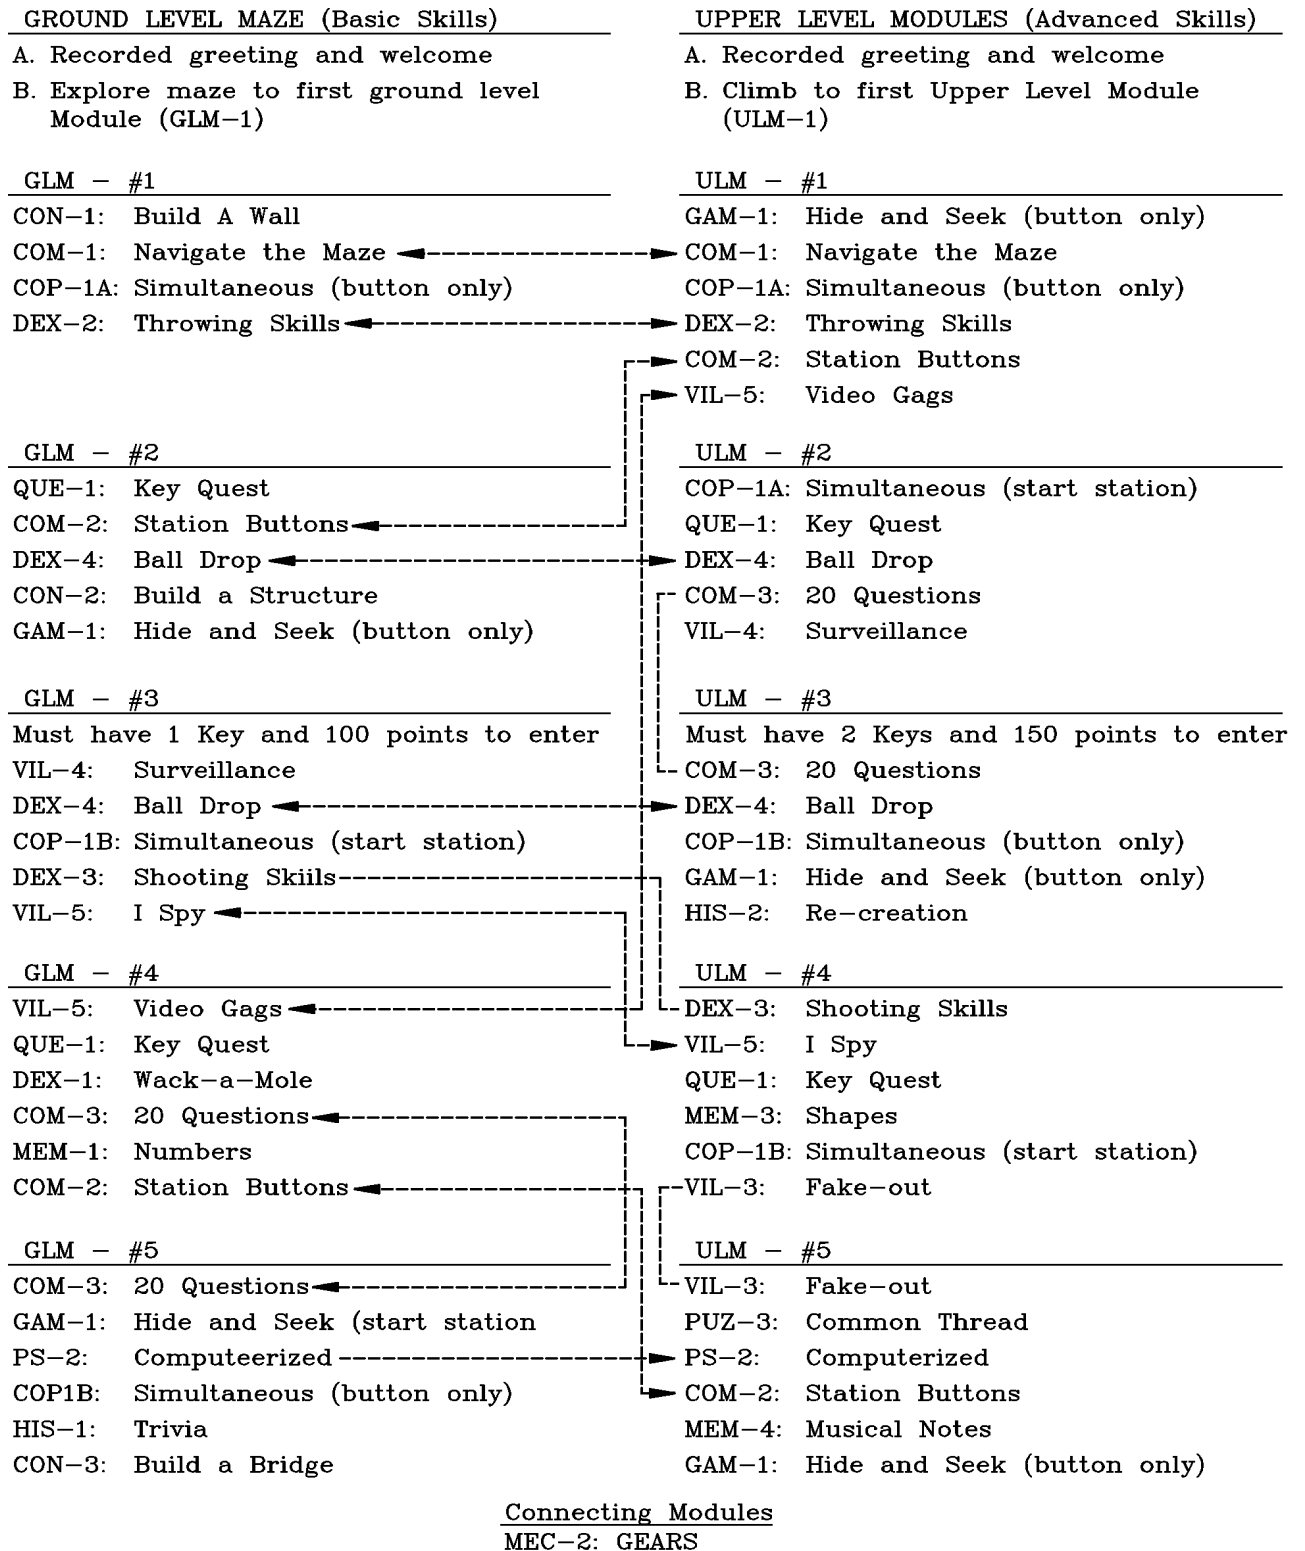 GROUND LEVEL MAZE (Basic Skills)
A. Recorded greeting and welcome
B. Explore maze to first ground level
Module (GLM-1)
GLM - #1
CON-1: Build A Wall
COM-1: Navigate the Maze
COP-1A: Simultaneous (button only)
DEX-2: Throwing Skills
GLM - #2
QUE-1: Key Quest
COM-2: Station Buttons
DEX-4: Ball Drop
CON-2: Build a Structure
GAM-1: Hide and Seek (button only)
GLM - #3
Must have 1 Key and 100 points to enter
VIL-4: Surveillance
DEX-4: Ball Drop
COP-1B: Simultaneous (start station)
DEX-3: Shooting Skiils
VIL-5: I Spy
GLM - #4
VIL-5: Video Gags
QUE-1: Key Quest
DEX-1: Wack-a-Mole
COM-3: 20 Questions
MEM-1: Numbers
COM-2: Station Buttons
GLM - #5
COM-3: 20 Questions
GAM-1: Hide and Seek (start station
PS-2: Computeerized
COP1B: Simultaneous (button only)
HIS-1: Trivia
CON-3: Build a Bridge
UPPER LEVEL MODULES (Advanced Skills)
A. Recorded greeting and welcome
B. Climb to first Upper Level Module
(ULM-1)
ULM - #1
GAM-1: Hide and Seek (button only)
COM-1: Navigate the Maze
COP-1A: Simultaneous (button only)
DEX-2: Throwing Skills
COM-2: Station Buttons
VIL-5: Video Gags
ULM - #2
COP-1A: Simultaneous (start station)
QUE-1: Key Quest
DEX-4: Ball Drop
COM-3: 20 Questions
VIL-4: Surveillance
ULM - #3
Must have 2 Keys and 150 points to enter
COM-3: 20 Questions
DEX-4: Ball Drop
COP-1B: Simultaneous (button only)
GAM-1: Hide and Seek (button only)
HIS-2: Re-creation
ULM - #4
DEX-3: Shooting Skills
VIL-5: I Spy
QUE-1: Key Quest
MEM-3: Shapes
COP-1B: Simultaneous (start station)
VIL-3: Fake-out
ULM - #5
VIL-3: Fake-out
PUZ-3: Common Thread
PS-2: Computerized
COM-2: Station Buttons
MEM-4: Musical Notes
GAM-1: Hide and Seek (button only)
Connecting Modules
MEC-2: GEARS